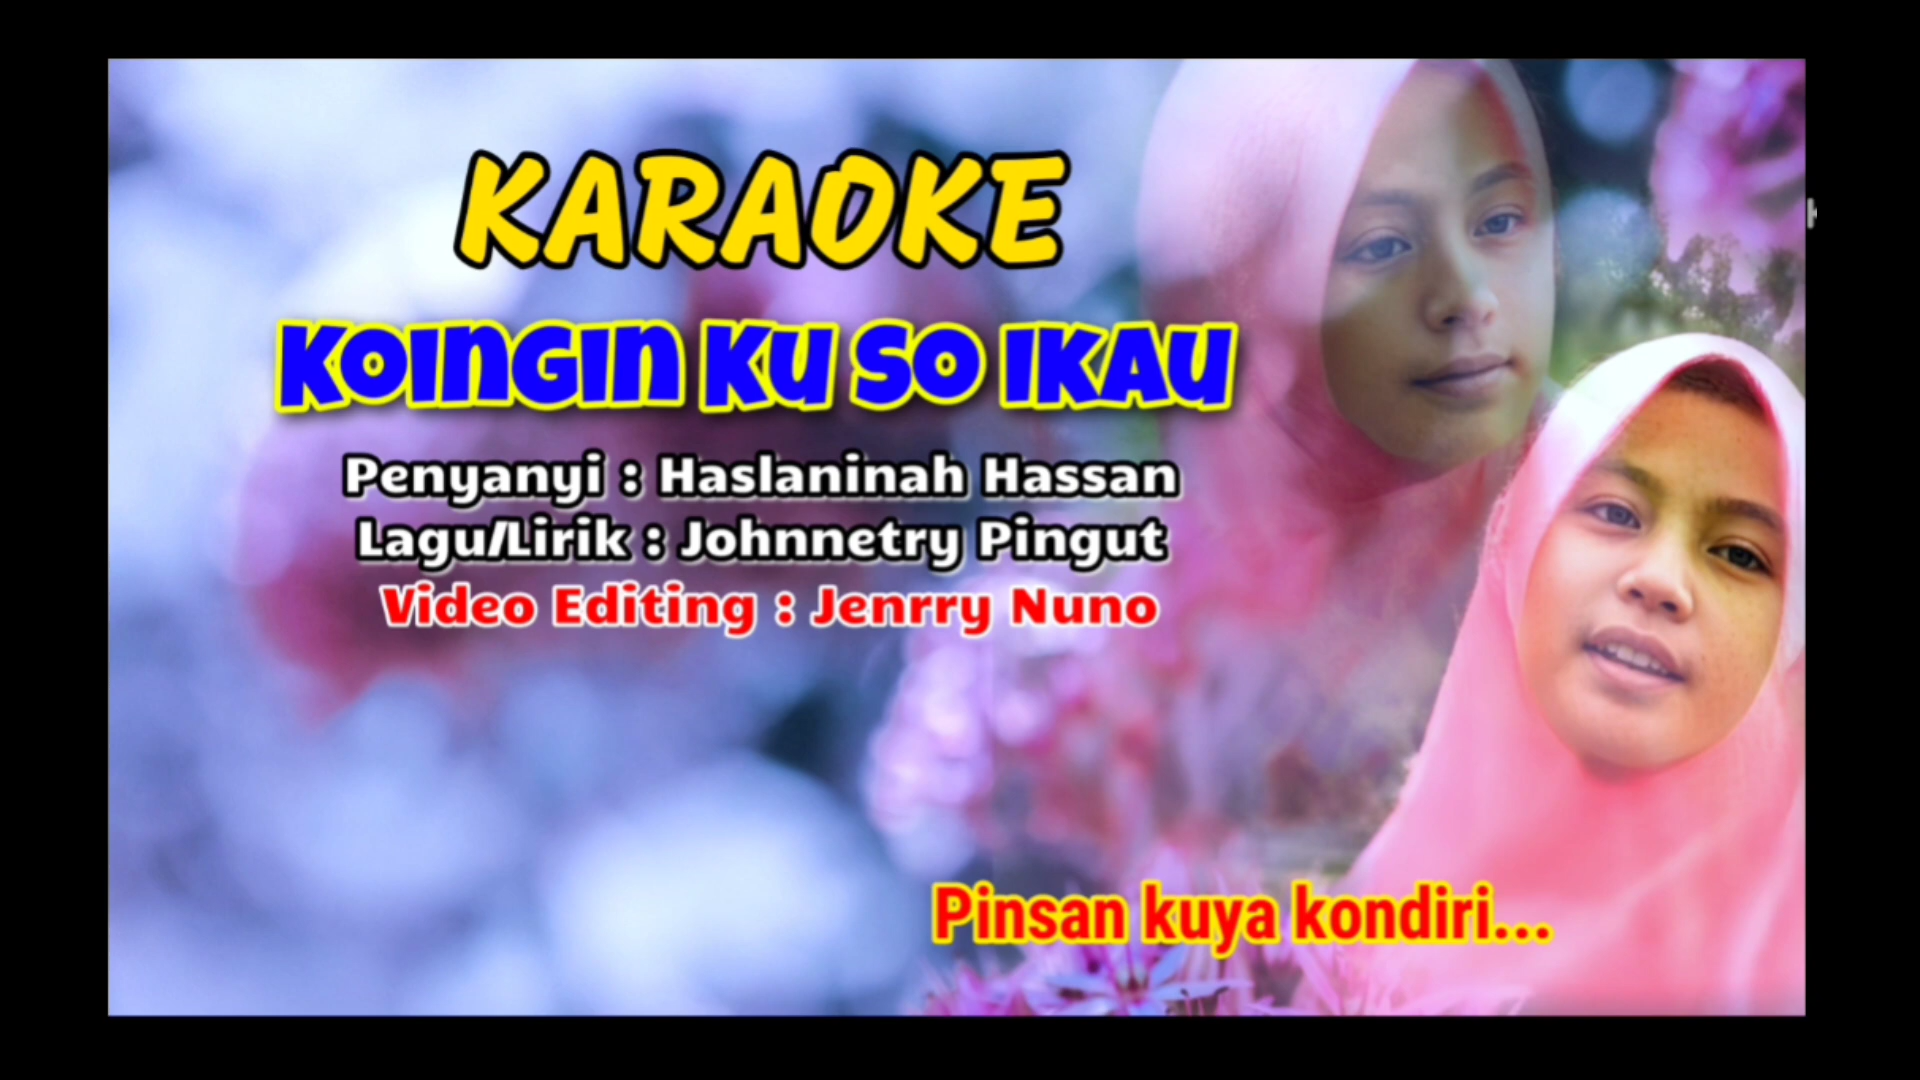 KARAOKE
KOINGIN KU SO IKAU
Penyanyi : Haslaninah Hassan
Lagu/Lirik : Johnnetry Pingut
Video Editing : Jenrry Nuno
Pinsan kuya kondiri...